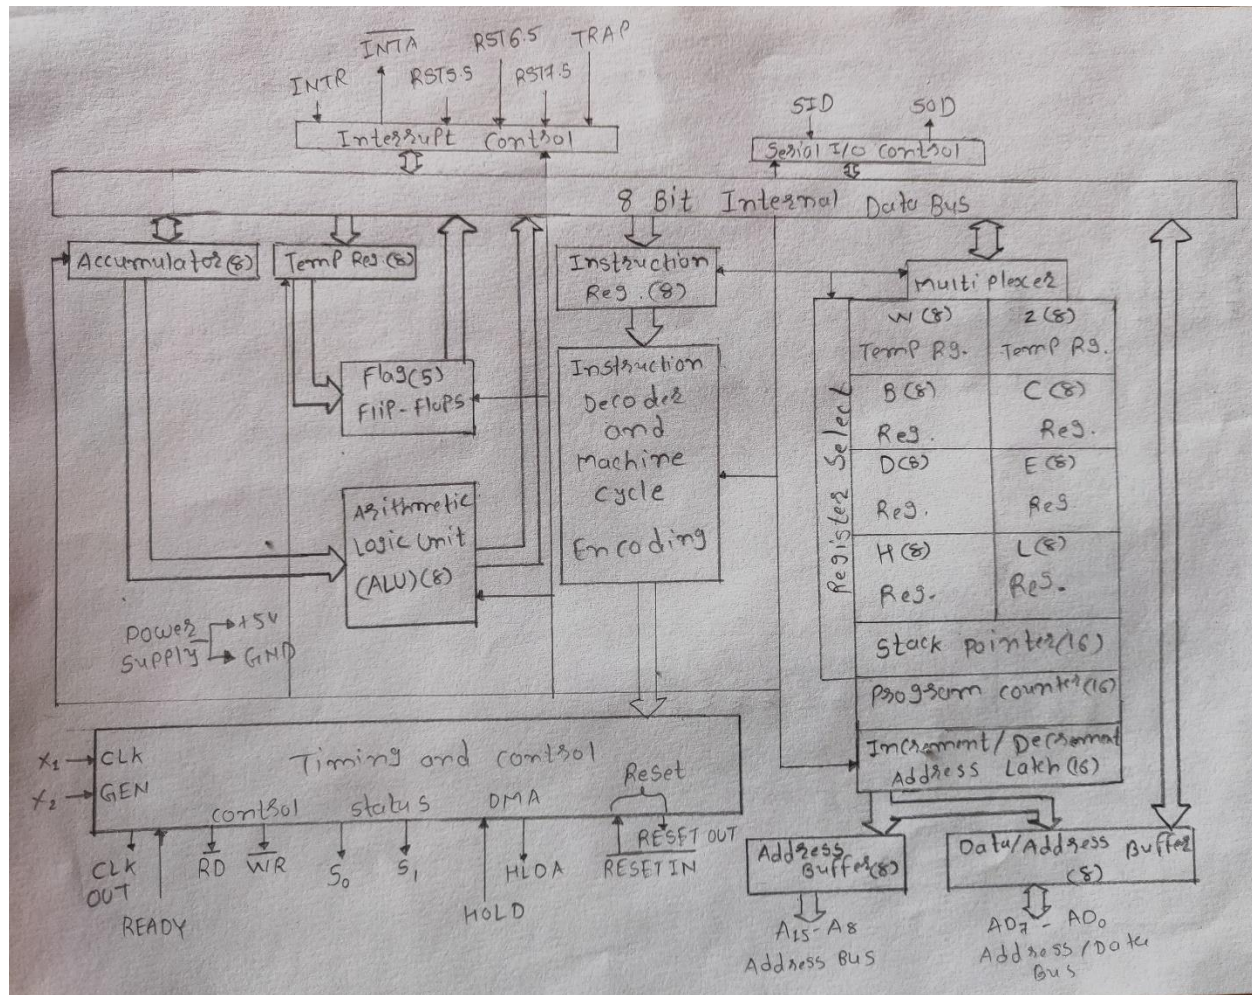 INTR
INTA
RST5.5
RST6.5
RST7.5
TRAP
Interrupt Control
SID
SOD
Serial I/O control
8 Bit Internal Data Bus
Accumulator(8)
Temp Reg (8)
Instruction
Reg. (8)
Multiplexer
Flag(5)
Flip-Flops
Instruction
Decoder
and
Machine
Cycle
Encoding
Arithmetic
Logic Unit
(ALU)(8)
Register Select
W(8)
Temp Rg.
Z(8)
Temp Rg.
B(8)
Reg.
C(8)
Reg.
D(8)
Reg.
E(8)
Reg
H(8)
Reg.
L(8)
Reg.
Stack Pointer(16)
Program counter(16)
Increment/Decrement
Address Latch(16)
Power
Supply
+5V
GND
Timing and control
X1
CLK
X2
GEN
control
status
DMA
Reset
CLK
OUT
READY
RD
WR
S0
S1
HOLD
HLDA
RESET IN
RESET OUT
Address
Buffer(8)
Data/Address Buffer
(8)
A15-A8
Address Bus
AD7 - AD0
Address/Data
Bus